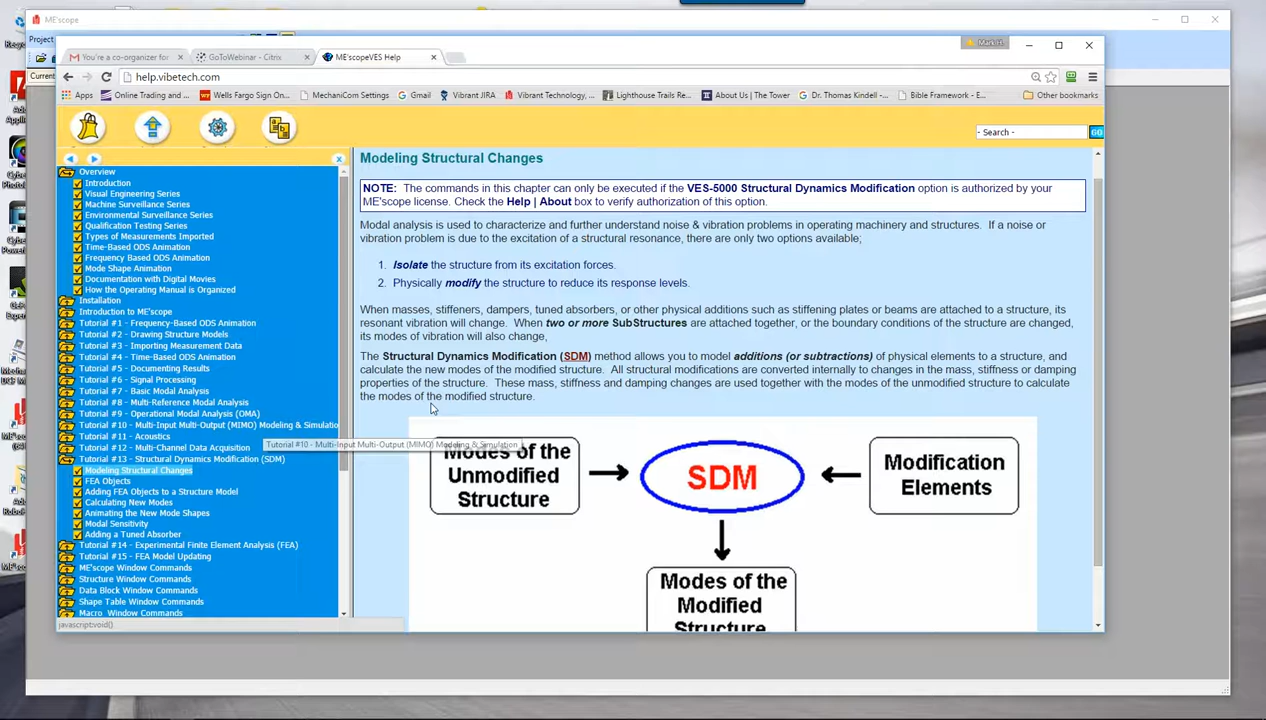 ME'scope
Project
Current
You're a co-organizer for
GoToWebinar - Citrix
ME'scopeVES Help
Mark H.
help.vibetech.com
Apps
Online Trading and ...
Wells Fargo Sign On...
MechaniCom Settings
Gmail
Vibrant JIRA
Vibrant Technology, ...
Lighthouse Trails Re...
About Us | The Tower
Dr. Thomas Kindell - ...
Bible Framework - E...
Other bookmarks
- Search -
GO
Overview
Introduction
Visual Engineering Series
Machine Surveillance Series
Environmental Surveillance Series
Qualification Testing Series
Types of Measurements Imported
Time-Based ODS Animation
Frequency Based ODS Animation
Mode Shape Animation
Documentation with Digital Movies
How the Operating Manual is Organized
Installation
Introduction to ME'scope
Tutorial #1 - Frequency-Based ODS Animation
Tutorial #2 - Drawing Structure Models
Tutorial #3 - Importing Measurement Data
Tutorial #4 - Time-Based ODS Animation
Tutorial #5 - Documenting Results
Tutorial #6 - Signal Processing
Tutorial #7 - Basic Modal Analysis
Tutorial #8 - Multi-Reference Modal Analysis
Tutorial #9 - Operational Modal Analysis (OMA)
Tutorial #10 - Multi-Input Multi-Output (MIMO) Modeling & Simulatio
Tutorial #11 - Acoustics
Tutorial #10 - Multi-Input Multi-Output (MIMO) Modeling & Simulation
Tutorial #12 - Multi-Channel Data Acquisition
Tutorial #13 - Structural Dynamics Modification (SDM)
Modeling Structural Changes
FEA Objects
Adding FEA Objects to a Structure Model
Calculating New Modes
Animating the New Mode Shapes
Modal Sensitivity
Adding a Tuned Absorber
Tutorial #14 - Experimental Finite Element Analysis (FEA)
Tutorial #15 - FEA Model Updating
ME'scope Window Commands
Structure Window Commands
Data Block Window Commands
Shape Table Window Commands
Macro Window Commands
javascript:void()
Modeling Structural Changes
NOTE: The commands in this chapter can only be executed if the VES-5000 Structural Dynamics Modification option is authorized by your
ME'scope license. Check the Help | About box to verify authorization of this option.
Modal analysis is used to characterize and further understand noise & vibration problems in operating machinery and structures. If a noise or
vibration problem is due to the excitation of a structural resonance, there are only two options available;
1. Isolate the structure from its excitation forces.
2. Physically modify the structure to reduce its response levels.
When masses, stiffeners, dampers, tuned absorbers, or other physical additions such as stiffening plates or beams are attached to a structure, its
resonant vibration will change. When two or more SubStructures are attached together, or the boundary conditions of the structure are changed,
its modes of vibration will also change,
The Structural Dynamics Modification (SDM) method allows you to model additions (or subtractions) of physical elements to a structure, and
calculate the new modes of the modified structure. All structural modifications are converted internally to changes in the mass, stiffness or damping
properties of the structure. These mass, stiffness and damping changes are used together with the modes of the unmodified structure to calculate
the modes of the modified structure.
Modes of the
Unmodified
Structure
SDM
Modification
Elements
Modes of the
Modified
Structure